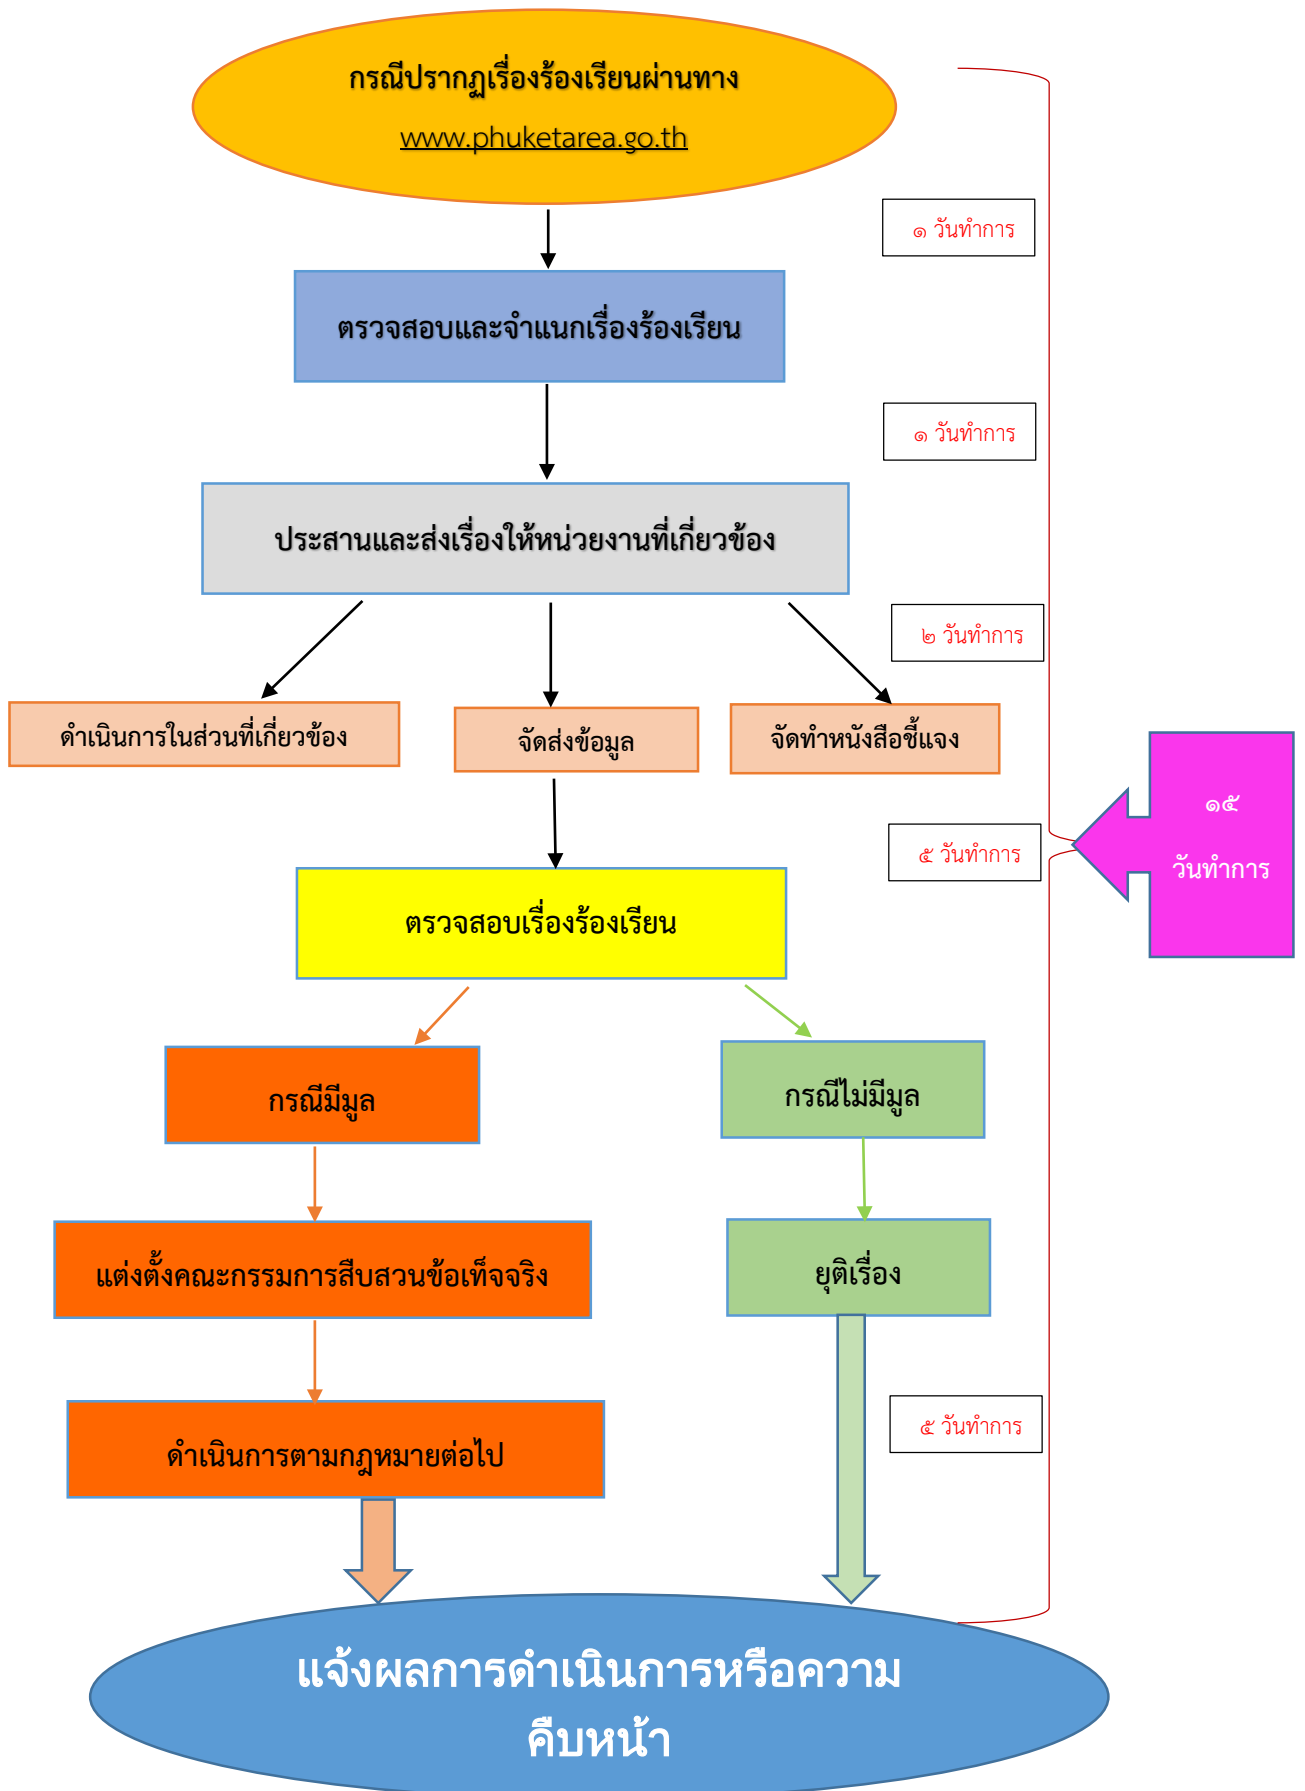 กรณีปรากฏเรื่องร้องเรียนผ่านทาง
www.phuketarea.go.th
๑ วันทำการ
ตรวจสอบและจำแนกเรื่องร้องเรียน
๑ วันทำการ
ประสานและส่งเรื่องให้หน่วยงานที่เกี่ยวข้อง
๒ วันทำการ
ดำเนินการในส่วนที่เกี่ยวข้อง
จัดส่งข้อมูล
จัดทำหนังสือชี้แจง
๑๕
วันทำการ
๕ วันทำการ
ตรวจสอบเรื่องร้องเรียน
กรณีมีมูล
กรณีไม่มีมูล
แต่งตั้งคณะกรรมการสืบสวนข้อเท็จจริง
ยุติเรื่อง
๕ วันทำการ
ดำเนินการตามกฎหมายต่อไป
แจ้งผลการดำเนินการหรือความ
คืบหน้า